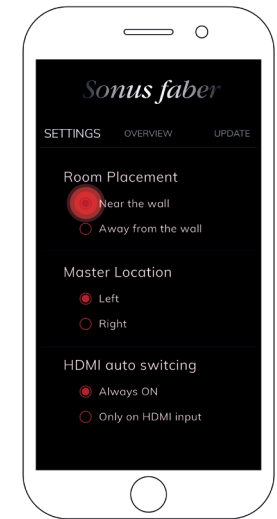 Sonus faber
SETTINGS OVERVIEW UPDATE
Room Placement
Near the wall
Away from the wall
Master Location
Left
Right
HDMI auto switcing
Always ON
Only on HDMI input